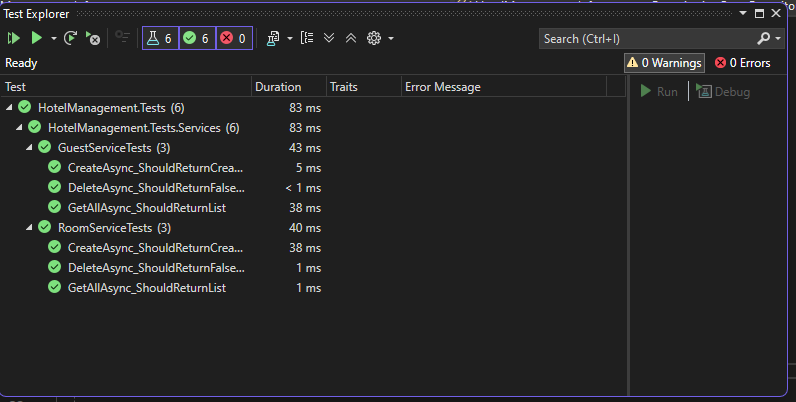 Test Explorer
6 6 0 Search (Ctrl+I)
Ready 0 Warnings 0 Errors
Test Duration Traits Error Message Run Debug
HotelManagement.Tests (6) 83 ms
HotelManagement.Tests.Services (6) 83 ms
GuestServiceTests (3) 43 ms
CreateAsync_ShouldReturnCrea... 5 ms
DeleteAsync_ShouldReturnFalse... < 1 ms
GetAllAsync_ShouldReturnList 38 ms
RoomServiceTests (3) 40 ms
CreateAsync_ShouldReturnCrea... 38 ms
DeleteAsync_ShouldReturnFalse... 1 ms
GetAllAsync_ShouldReturnList 1 ms